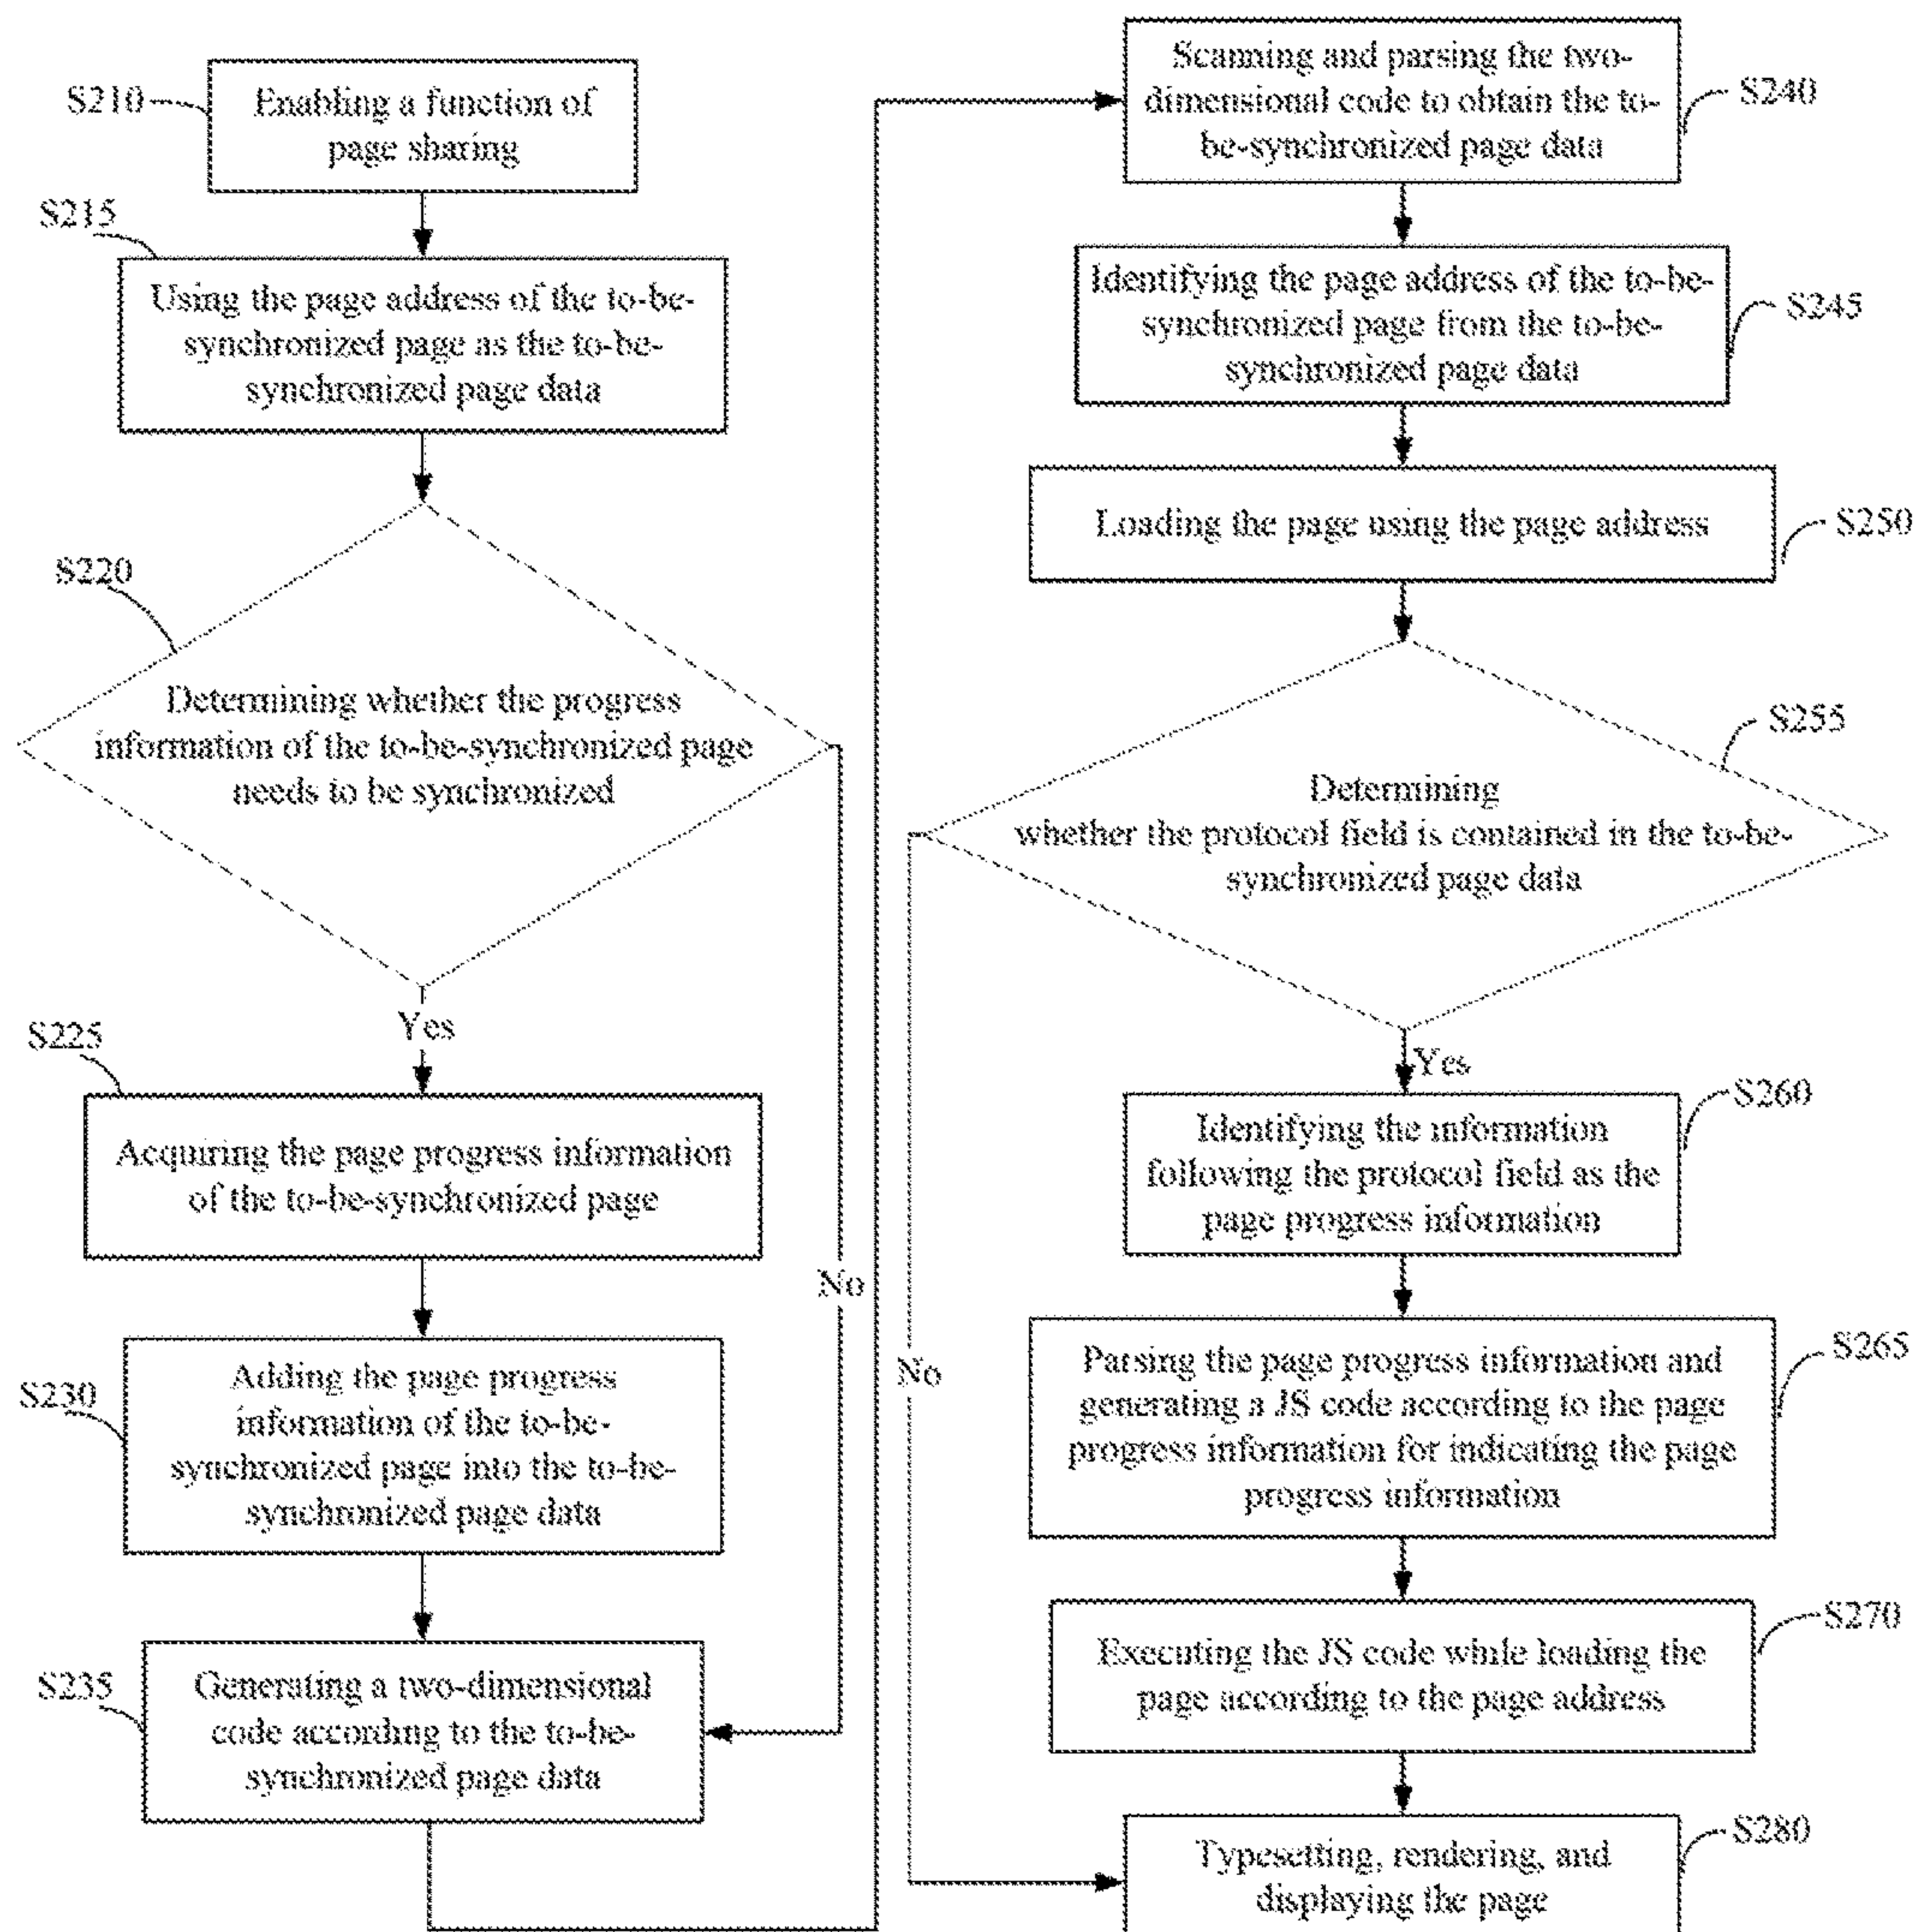 S210
Enabling a function of
page sharing
S215
Using the page address of the to-be-
synchronized page as the to-be-
synchronized page data
S220
Determining whether the progress
information of the to-be-synchronized page
needs to be synchronized
Yes
No
S225
Acquiring the page progress information
of the to-be-synchronized page
S230
Adding the page progress
information of the to-be-
synchronized page into the to-be-
synchronized page data
S235
Generating a two-dimensional
code according to the to-be-
synchronized page data
Scanning and parsing the two-
dimensional code to obtain the to-
be-synchronized page data
S240
Identifying the page address of the to-be-
synchronized page from the to-be-
synchronized page data
S245
Loading the page using the page address
S250
Determining
whether the protocol field is contained in the to-be-
synchronized page data
S255
Yes
No
Identifying the information
following the protocol field as the
page progress information
S260
Parsing the page progress information and
generating a JS code according to the page
progress information for indicating the page
progress information
S265
Executing the JS code while loading the
page according to the page address
S270
Typesetting, rendering, and
displaying the page
S280